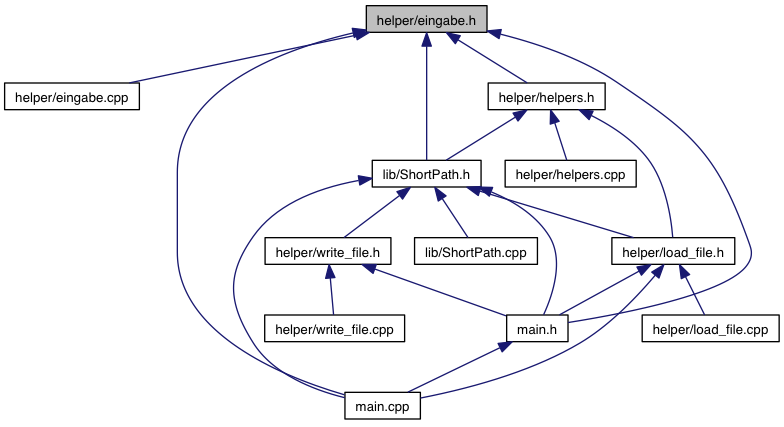 helper/eingabe.h
helper/eingabe.cpp
helper/helpers.h
lib/ShortPath.h
helper/helpers.cpp
helper/write_file.h
lib/ShortPath.cpp
helper/load_file.h
helper/write_file.cpp
main.h
helper/load_file.cpp
main.cpp